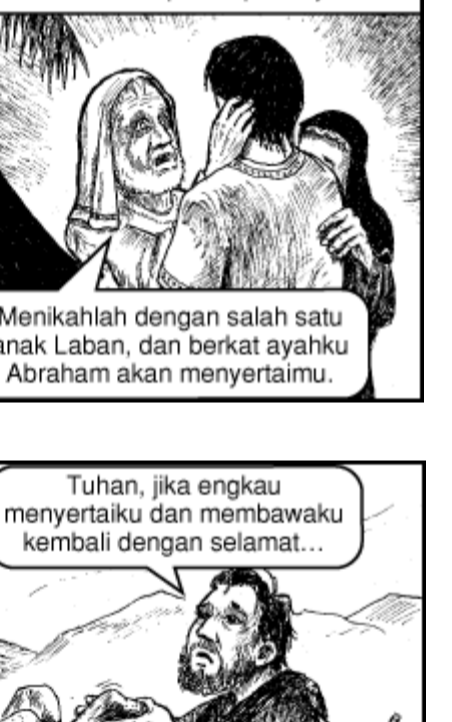 Menikahlah dengan salah satu
anak Laban, dan berkat ayahku
Abraham akan menyertaimu.
Tuhan, jika engkau
menyertaiku dan membawaku
kembali dengan selamat...